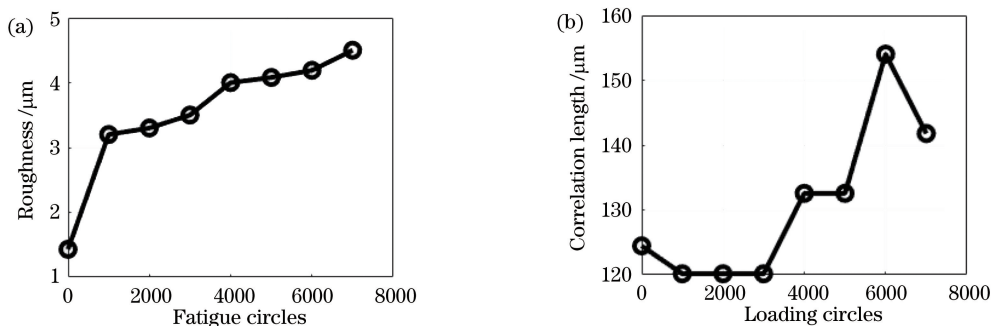 (a)
5
4
3
2
1
Roughness /μm
0 2000 4000 6000 8000
Fatigue circles
(b)
160
150
140
130
120
Correlation length /μm
0 2000 4000 6000 8000
Loading circles